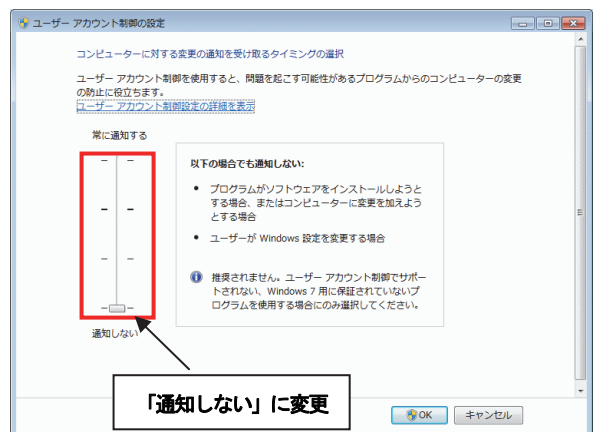 ユーザー アカウント制御の設定
コンピューターに対する変更の通知を受け取るタイミングの選択
ユーザー アカウント制御を使用すると、問題を起こす可能性があるプログラムからのコンピューターの変更
の防止に役立ちます。
ユーザー アカウント制御設定の詳細を表示
常に通知する
以下の場合でも通知しない:
• プログラムがソフトウェアをインストールしようと
する場合、またはコンピューターに変更を加えよう
とする場合
• ユーザーが Windows 設定を変更する場合
推奨されません。ユーザー アカウント制御でサポー
トされない、Windows 7 用に保証されていないプ
ログラムを使用する場合にのみ選択してください。
通知しない
「通知しない」に変更
OK キャンセル